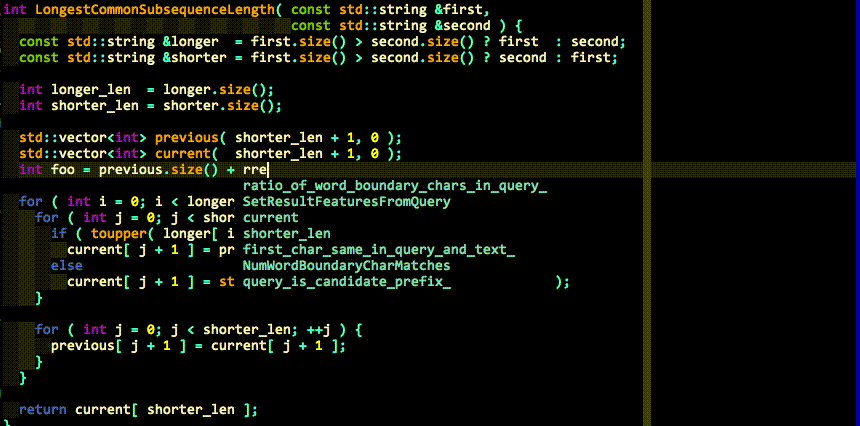 int LongestCommonSubsequenceLength( const std::string &first,
                                    const std::string &second ) {
  const std::string &longer  = first.size() > second.size() ? first  : second;
  const std::string &shorter = first.size() > second.size() ? second : first;

  int longer_len  = longer.size();
  int shorter_len = shorter.size();

  std::vector<int> previous( shorter_len + 1, 0 );
  std::vector<int> current(  shorter_len + 1, 0 );
  int foo = previous.size() + rre
                              ratio_of_word_boundary_chars_in_query_
  for ( int i = 0; i < longer SetResultFeaturesFromQuery
    for ( int j = 0; j < shor current
      if ( toupper( longer[ i shorter_len
        current[ j + 1 ] = pr first_char_same_in_query_and_text_
      else                    NumWordBoundaryCharMatches
        current[ j + 1 ] = st query_is_candidate_prefix_             );
    }

    for ( int j = 0; j < shorter_len; ++j ) {
      previous[ j + 1 ] = current[ j + 1 ];
    }
  }

  return current[ shorter_len ];